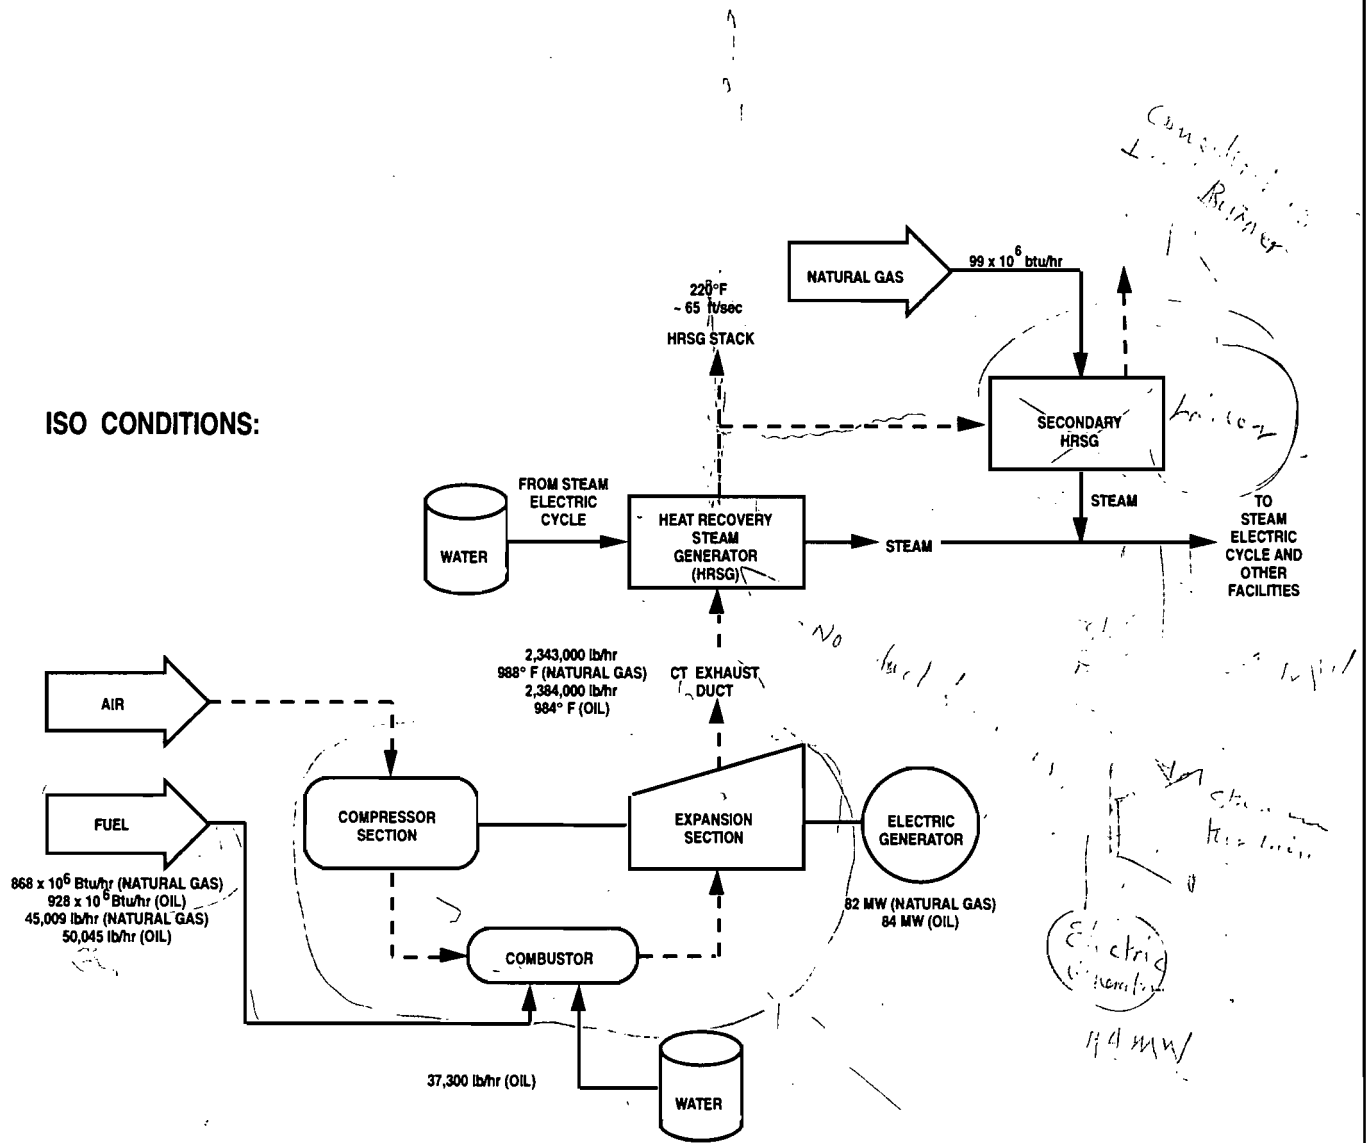 NATURAL GAS
99 x 10⁶ btu/hr
220°F
~ 65 ft/sec
HRSG STACK
Burner
ISO CONDITIONS:
SECONDARY
HRSG
FROM STEAM
ELECTRIC
CYCLE
WATER
HEAT RECOVERY
STEAM
GENERATOR
(HRSG)
STEAM
STEAM
TO
STEAM
ELECTRIC
CYCLE AND
OTHER
FACILITIES
No
2,343,000 lb/hr
988° F (NATURAL GAS)
2,384,000 lb/hr
984° F (OIL)
CT EXHAUST
DUCT
AIR
FUEL
868 x 10⁶ Btu/hr (NATURAL GAS)
928 x 10⁶ Btu/hr (OIL)
45,009 lb/hr (NATURAL GAS)
50,045 lb/hr (OIL)
COMPRESSOR
SECTION
EXPANSION
SECTION
ELECTRIC
GENERATOR
82 MW (NATURAL GAS)
84 MW (OIL)
COMBUSTOR
Electric
Generator
MW
37,300 lb/hr (OIL)
WATER